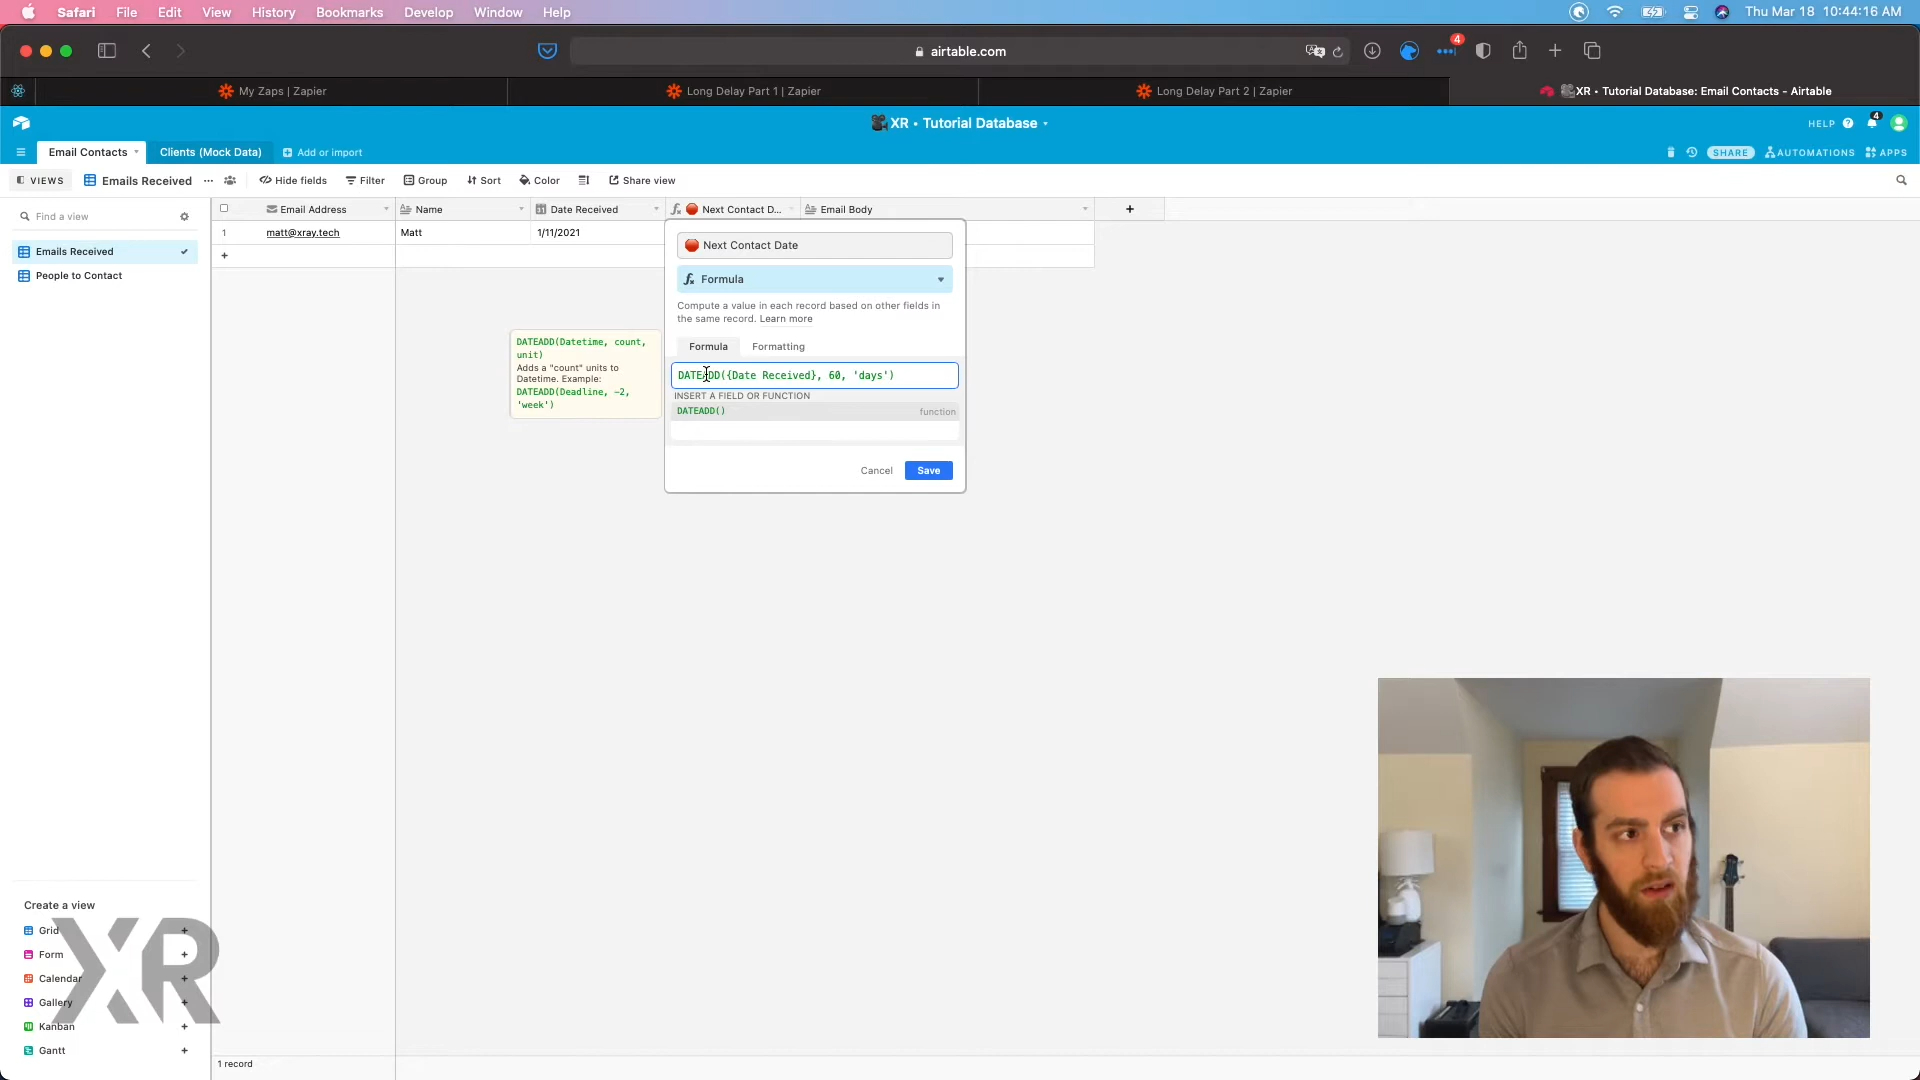 Safari File Edit View History Bookmarks Develop Window Help
Thu Mar 18 10:44:16 AM
airtable.com
4
My Zaps | Zapier
Long Delay Part 1 | Zapier
Long Delay Part 2 | Zapier
XR • Tutorial Database: Email Contacts - Airtable
XR • Tutorial Database
HELP ?
4
Email Contacts
Clients (Mock Data)
Add or import
SHARE
AUTOMATIONS
APPS
VIEWS
Emails Received
Hide fields
Filter
Group
Sort
Color
Share view
Find a view
Emails Received
People to Contact
Email Address
Name
Date Received
Next Contact D...
Email Body
1
matt@xray.tech
Matt
1/11/2021
Next Contact Date
Formula
Compute a value in each record based on other fields in
the same record. Learn more
Formula
Formatting
DATEADD({Date Received}, 60, 'days')
INSERT A FIELD OR FUNCTION
DATEADD()
function
Cancel
Save
DATEADD(Datetime, count,
unit)
Adds a "count" units to
Datetime. Example:
DATEADD(Deadline, -2,
'week')
Create a view
Grid
Form
Calendar
Gallery
Kanban
Gantt
XR
1 record